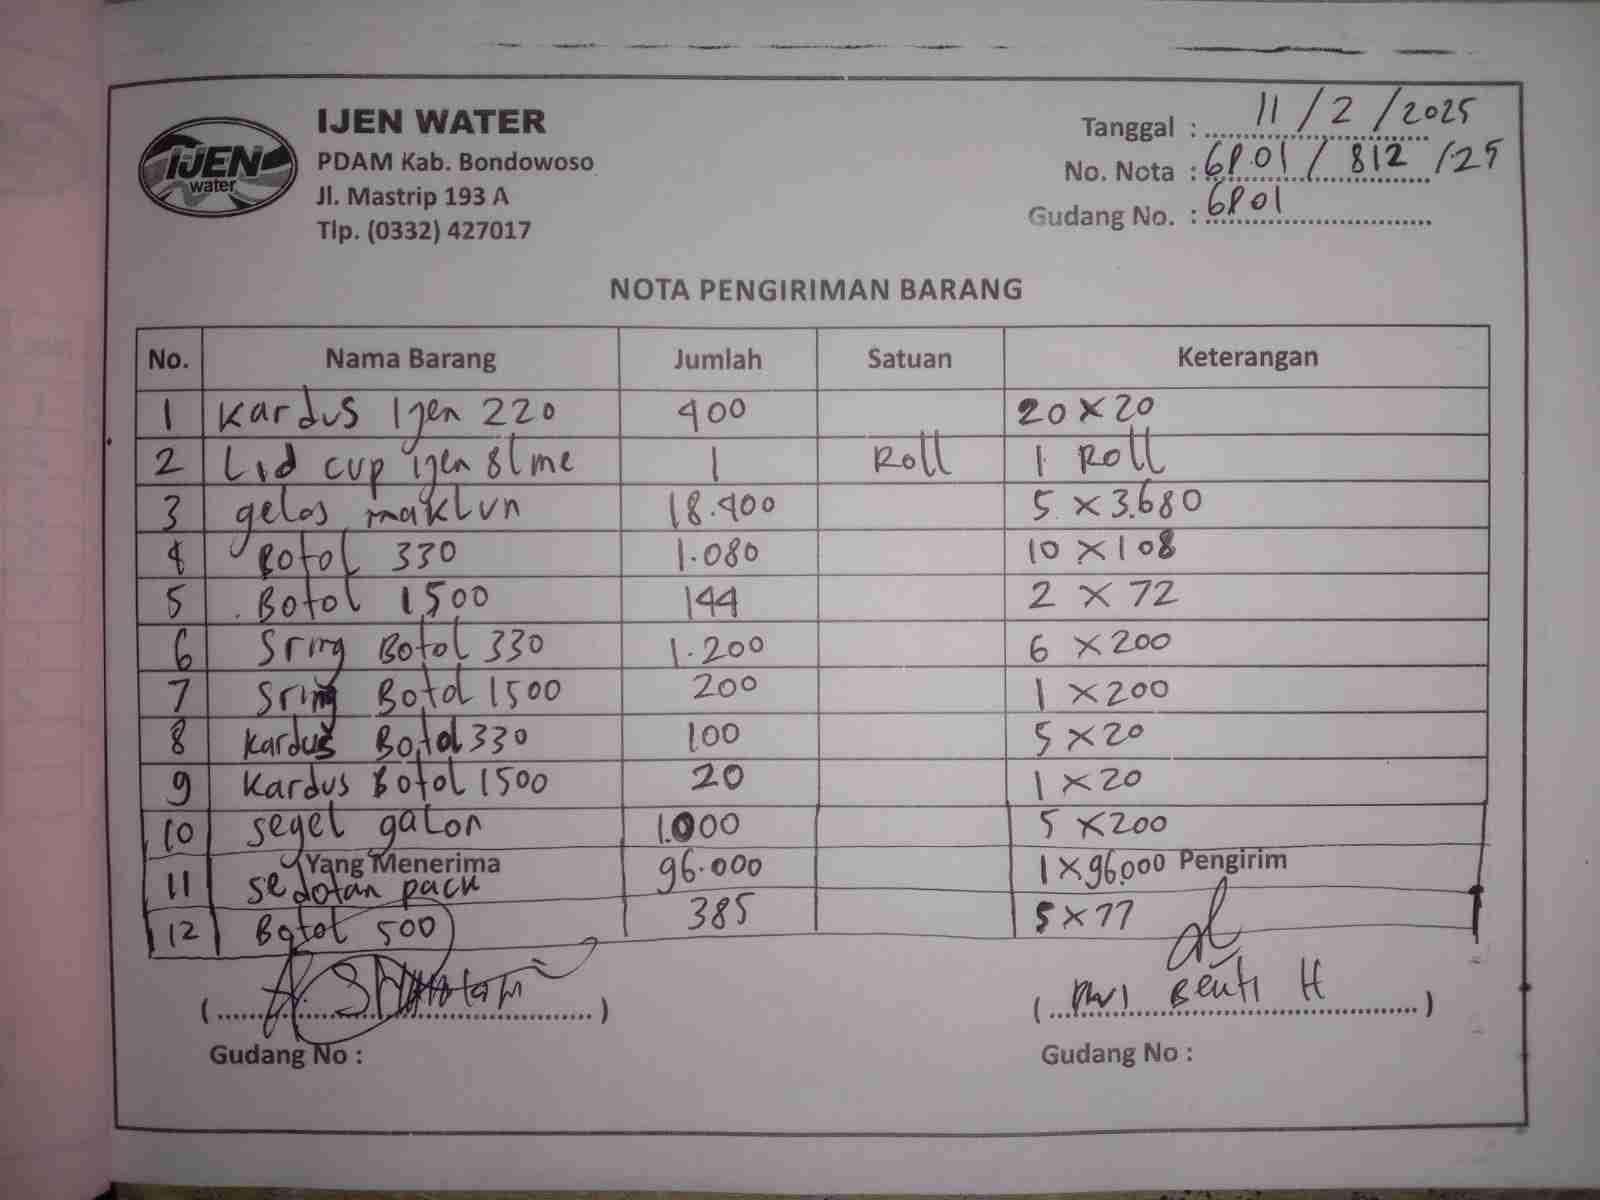 IJEN
water
IJEN WATER
PDAM Kab. Bondowoso
Jl. Mastrip 193 A
Tlp. (0332) 427017
Tanggal : 11 / 2 / 2025
No. Nota : GP.01 / 812 / 25
Gudang No. : GP01
NOTA PENGIRIMAN BARANG
No. Nama Barang Jumlah Satuan Keterangan
1 Kardus Ijen 220 400 20 x 20
2 Lid cup ijen slme 1 Roll 1 Roll
3 gelas maklun 18.400 5 x 3.680
4 Botol 330 1.080 10 x 108
5 Botol 1500 144 2 x 72
6 Sring Botol 330 1.200 6 x 200
7 Sring Botol 1500 200 1 x 200
8 Kardus Botol 330 100 5 x 20
9 Kardus Botol 1500 20 1 x 20
10 segel galon 1.000 5 x 200
Yang Menerima Pengirim
11 sedotan pack 96.000 1 x 96.000
12 Botol 500 385 5 x 77
(....................) (.... H ....)
Gudang No : Gudang No :